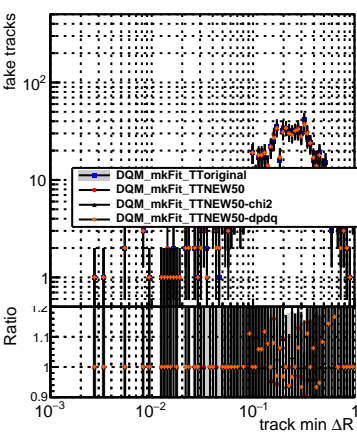 fake tracks
10²
DQM_mkFit_TToriginal
DQM_mkFit_TTNEW50
DQM_mkFit_TTNEW50-chi2
DQM_mkFit_TTNEW50-dpdq
10
1
Ratio
1.2
1.1
1
0.9
10⁻³ 10⁻² 10⁻¹ 1
track min ΔR